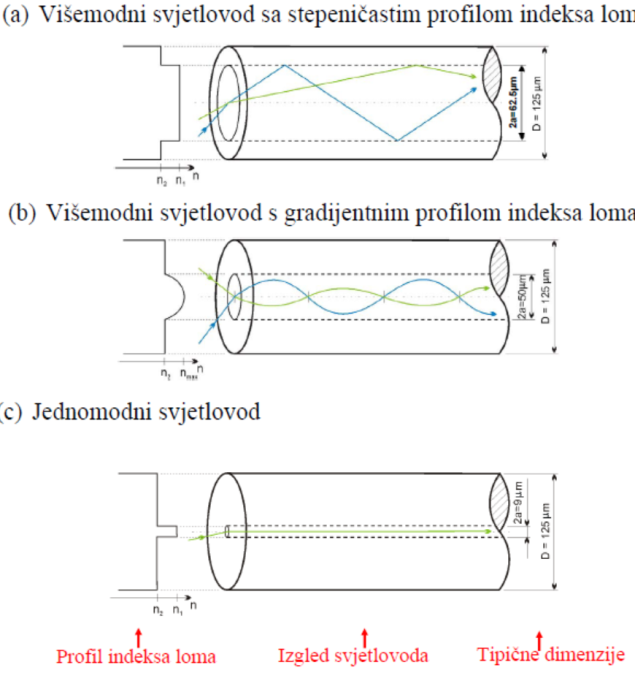 (a) Višemodni svjetlovod sa stepeničastim profilom indeksa lom
2a=62.5µm
D = 125 µm
n₂ n₁ n
(b) Višemodni svjetlovod s gradijentnim profilom indeksa loma
2a=50µm
D = 125 µm
n₂ nmax n
(c) Jednomodni svjetlovod
2a=9µm
D = 125 µm
n₂ n₁ n
Profil indeksa loma Izgled svjetlovoda Tipične dimenzije